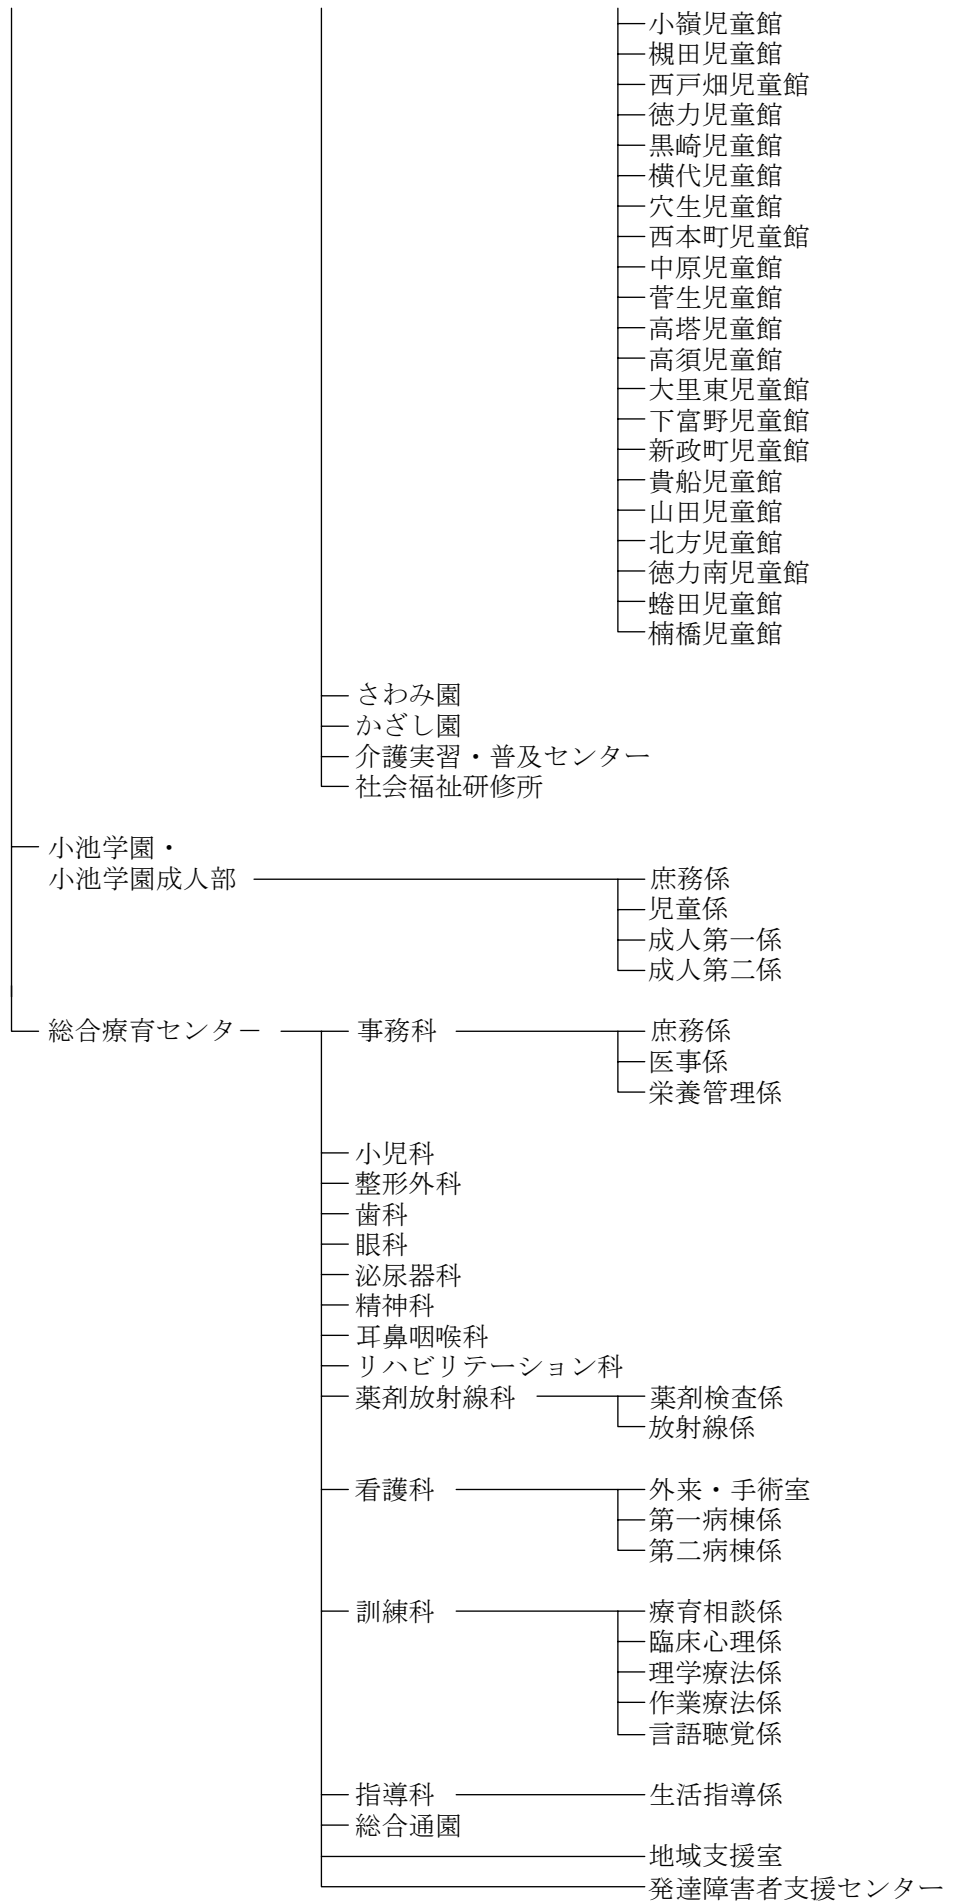 小嶺児童館
槻田児童館
西戸畑児童館
徳力児童館
黒崎児童館
横代児童館
穴生児童館
西本町児童館
中原児童館
菅生児童館
高塔児童館
高須児童館
大里東児童館
下富野児童館
新政町児童館
貴船児童館
山田児童館
北方児童館
徳力南児童館
蜷田児童館
楠橋児童館
さわみ園
かざし園
介護実習・普及センター
社会福祉研修所
小池学園・
小池学園成人部 庶務係
児童係
成人第一係
成人第二係
総合療育センター 事務科 庶務係
医事係
栄養管理係
小児科
整形外科
歯科
眼科
泌尿器科
精神科
耳鼻咽喉科
リハビリテーション科
薬剤放射線科 薬剤検査係
放射線係
看護科 外来・手術室
第一病棟係
第二病棟係
訓練科 療育相談係
臨床心理係
理学療法係
作業療法係
言語聴覚係
指導科 生活指導係
総合通園
地域支援室
発達障害者支援センター